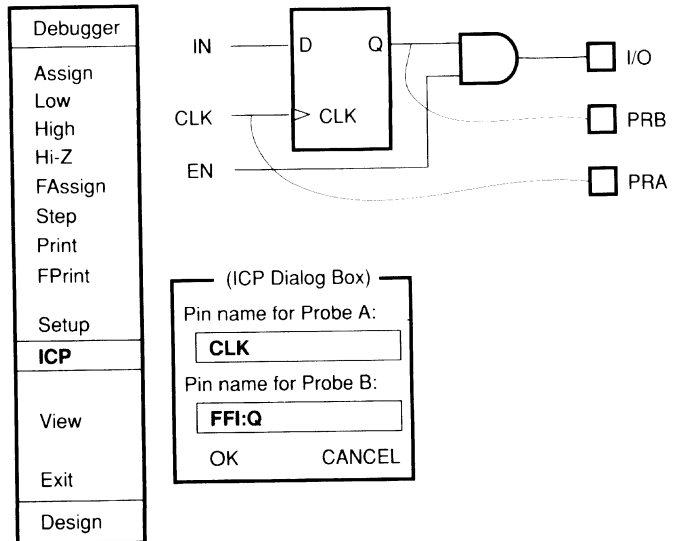 Debugger
Assign
Low
High
Hi-Z
FAssign
Step
Print
FPrint
Setup
ICP
View
Exit
Design
IN
D
Q
I/O
CLK
CLK
PRB
EN
PRA
(ICP Dialog Box)
Pin name for Probe A:
CLK
Pin name for Probe B:
FFI:Q
OK
CANCEL